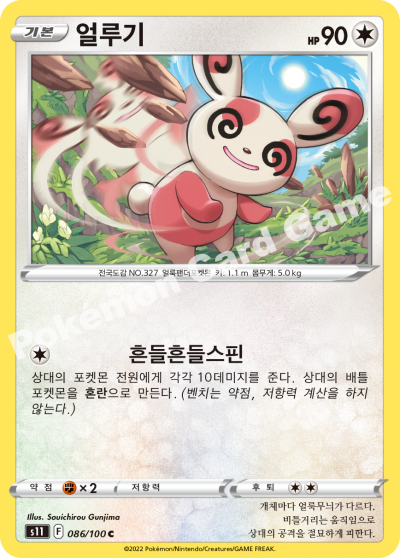 기본 얼루기 HP 90
전국도감 NO.327 얼룩팬더포켓몬 키: 1.1 m 몸무게: 5.0 kg
흔들흔들스핀
상대의 포켓몬 전원에게 각각 10데미지를 준다. 상대의 배틀
포켓몬을 혼란으로 만든다. (벤치는 약점, 저항력 계산을 하지
않는다.)
약점 ×2 저항력 후퇴
Illus. Souichirou Gunjima
s11 F 086/100 C
개체마다 얼룩무늬가 다르다.
비틀거리는 움직임으로
상대의 공격을 절묘하게 피한다.
©2022 Pokémon/Nintendo/Creatures/GAME FREAK.
Pokémon Card Game